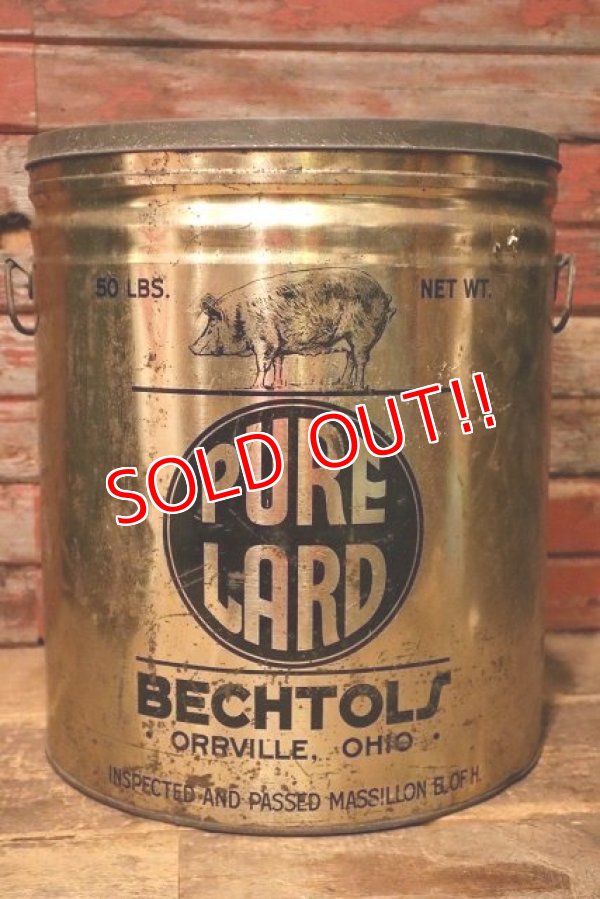 50 LBS. NET WT.
SOLD OUT!!
PURE
LARD
BECHTOLS
• ORRVILLE, OHIO •
INSPECTED AND PASSED MASSILLON B. OF H.